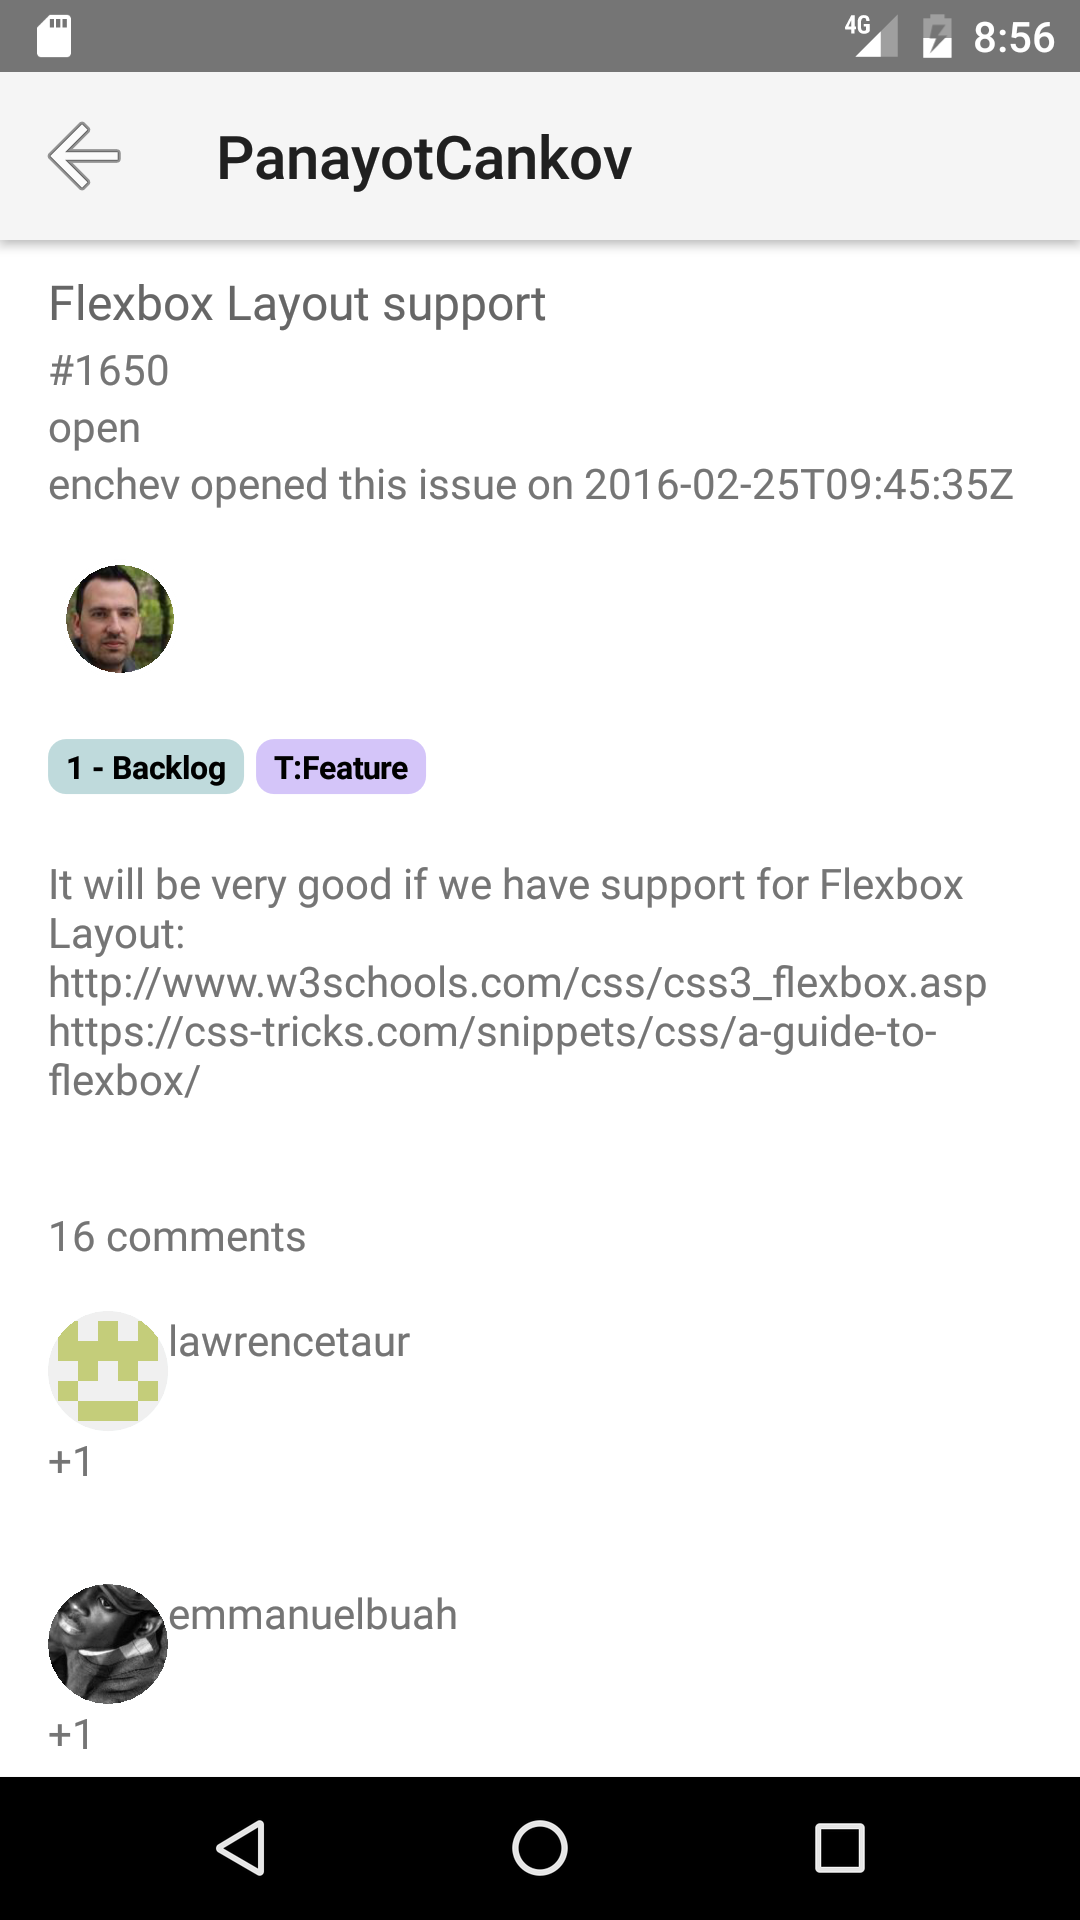 4G 8:56
PanayotCankov
Flexbox Layout support
#1650
open
enchev opened this issue on 2016-02-25T09:45:35Z
1 - Backlog T:Feature
It will be very good if we have support for Flexbox
Layout:
http://www.w3schools.com/css/css3_flexbox.asp
https://css-tricks.com/snippets/css/a-guide-to-
flexbox/
16 comments
lawrencetaur
+1
emmanuelbuah
+1